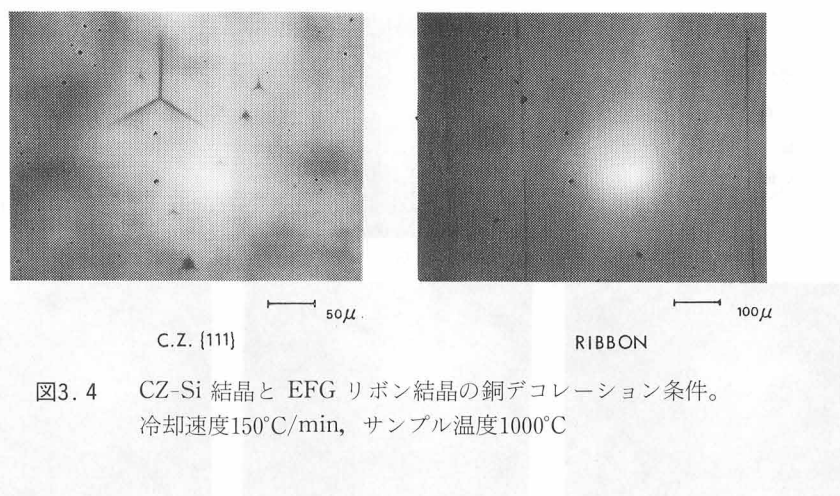 50μ.
100μ
C.Z. {111}
RIBBON
図3. 4 CZ-Si 結晶と EFG リボン結晶の銅デコレーション条件。
冷却速度150℃/min, サンプル温度1000℃